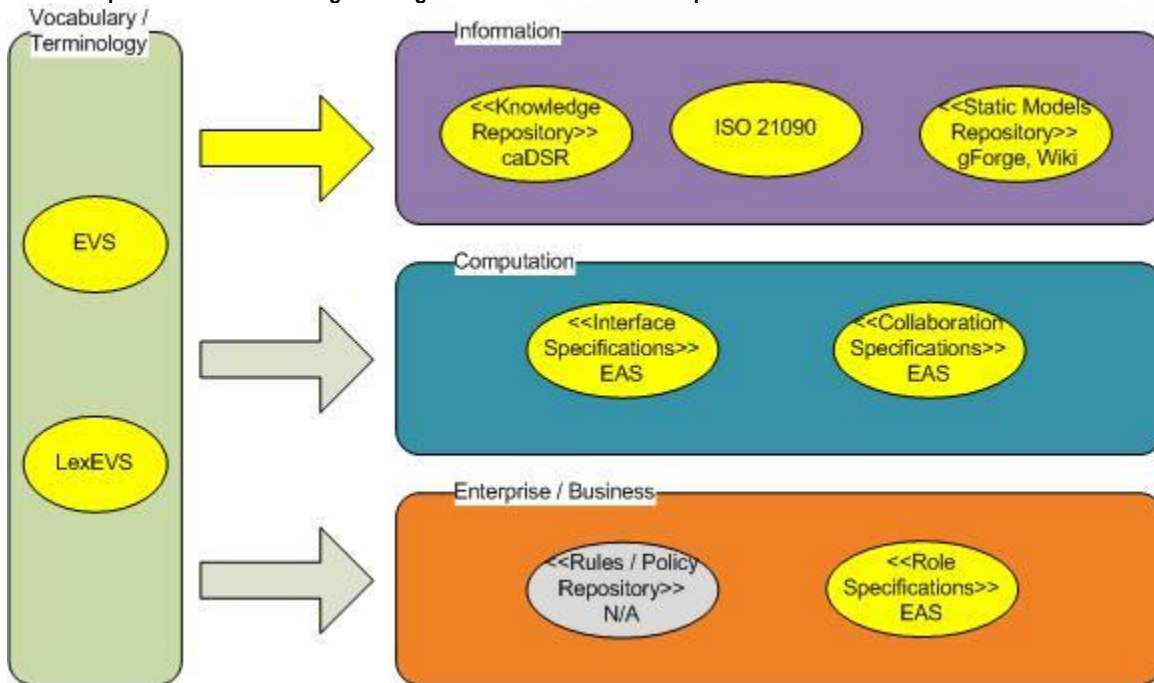 Vocabulary /
Terminology
EVS
LexEVS
Information
<<Knowledge
Repository>>
caDSR
ISO 21090
<<Static Models
Repository>>
gForge, Wiki
Computation
<<Interface
Specifications>>
EAS
<<Collaboration
Specifications>>
EAS
Enterprise / Business
<<Rules / Policy
Repository>>
N/A
<<Role
Specifications>>
EAS